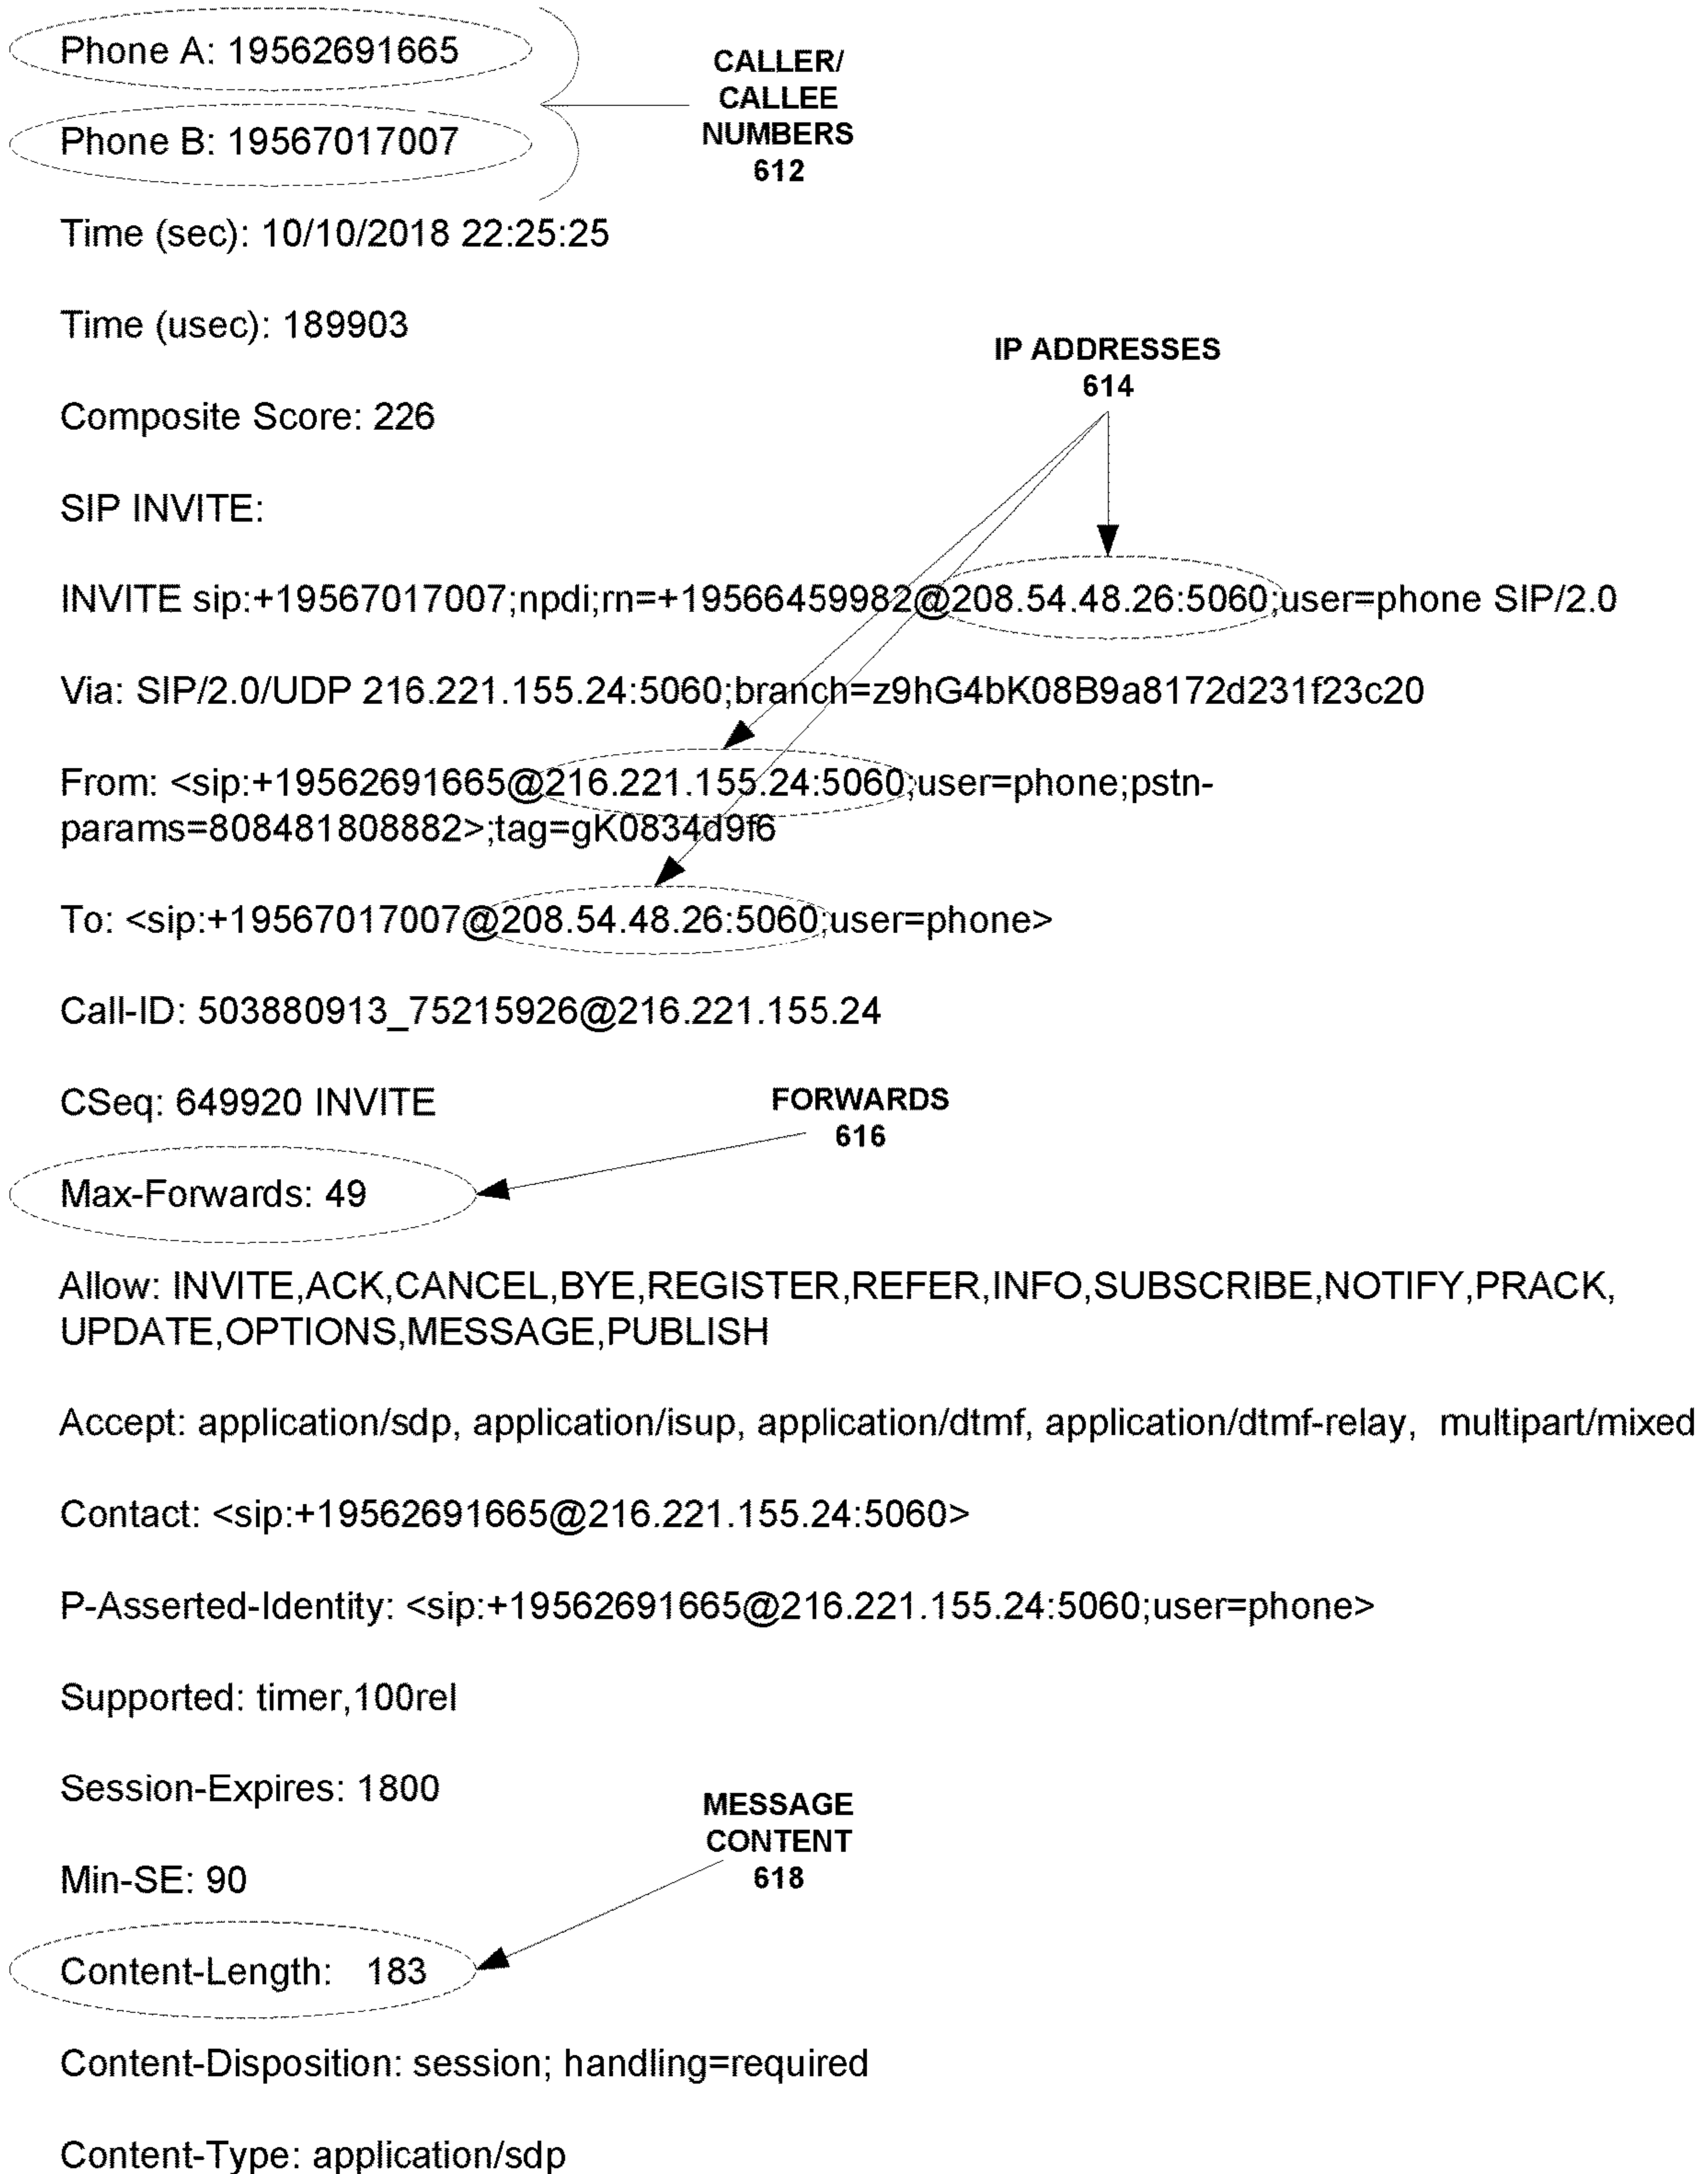 Phone A: 19562691665
CALLER/
CALLEE
NUMBERS
612
Phone B: 19567017007
Time (sec): 10/10/2018 22:25:25
Time (usec): 189903
IP ADDRESSES
614
Composite Score: 226
SIP INVITE:
INVITE sip:+19567017007;npdi;rn=+19566459982@208.54.48.26:5060;user=phone SIP/2.0
Via: SIP/2.0/UDP 216.221.155.24:5060;branch=z9hG4bK08B9a8172d231f23c20
From: <sip:+19562691665@216.221.155.24:5060;user=phone;pstn-
params=808481808882>;tag=gK0834d9f6
To: <sip:+19567017007@208.54.48.26:5060;user=phone>
Call-ID: 503880913_75215926@216.221.155.24
CSeq: 649920 INVITE
FORWARDS
616
Max-Forwards: 49
Allow: INVITE,ACK,CANCEL,BYE,REGISTER,REFER,INFO,SUBSCRIBE,NOTIFY,PRACK,
UPDATE,OPTIONS,MESSAGE,PUBLISH
Accept: application/sdp, application/isup, application/dtmf, application/dtmf-relay,  multipart/mixed
Contact: <sip:+19562691665@216.221.155.24:5060>
P-Asserted-Identity: <sip:+19562691665@216.221.155.24:5060;user=phone>
Supported: timer,100rel
Session-Expires: 1800
MESSAGE
CONTENT
618
Min-SE: 90
Content-Length:   183
Content-Disposition: session; handling=required
Content-Type: application/sdp